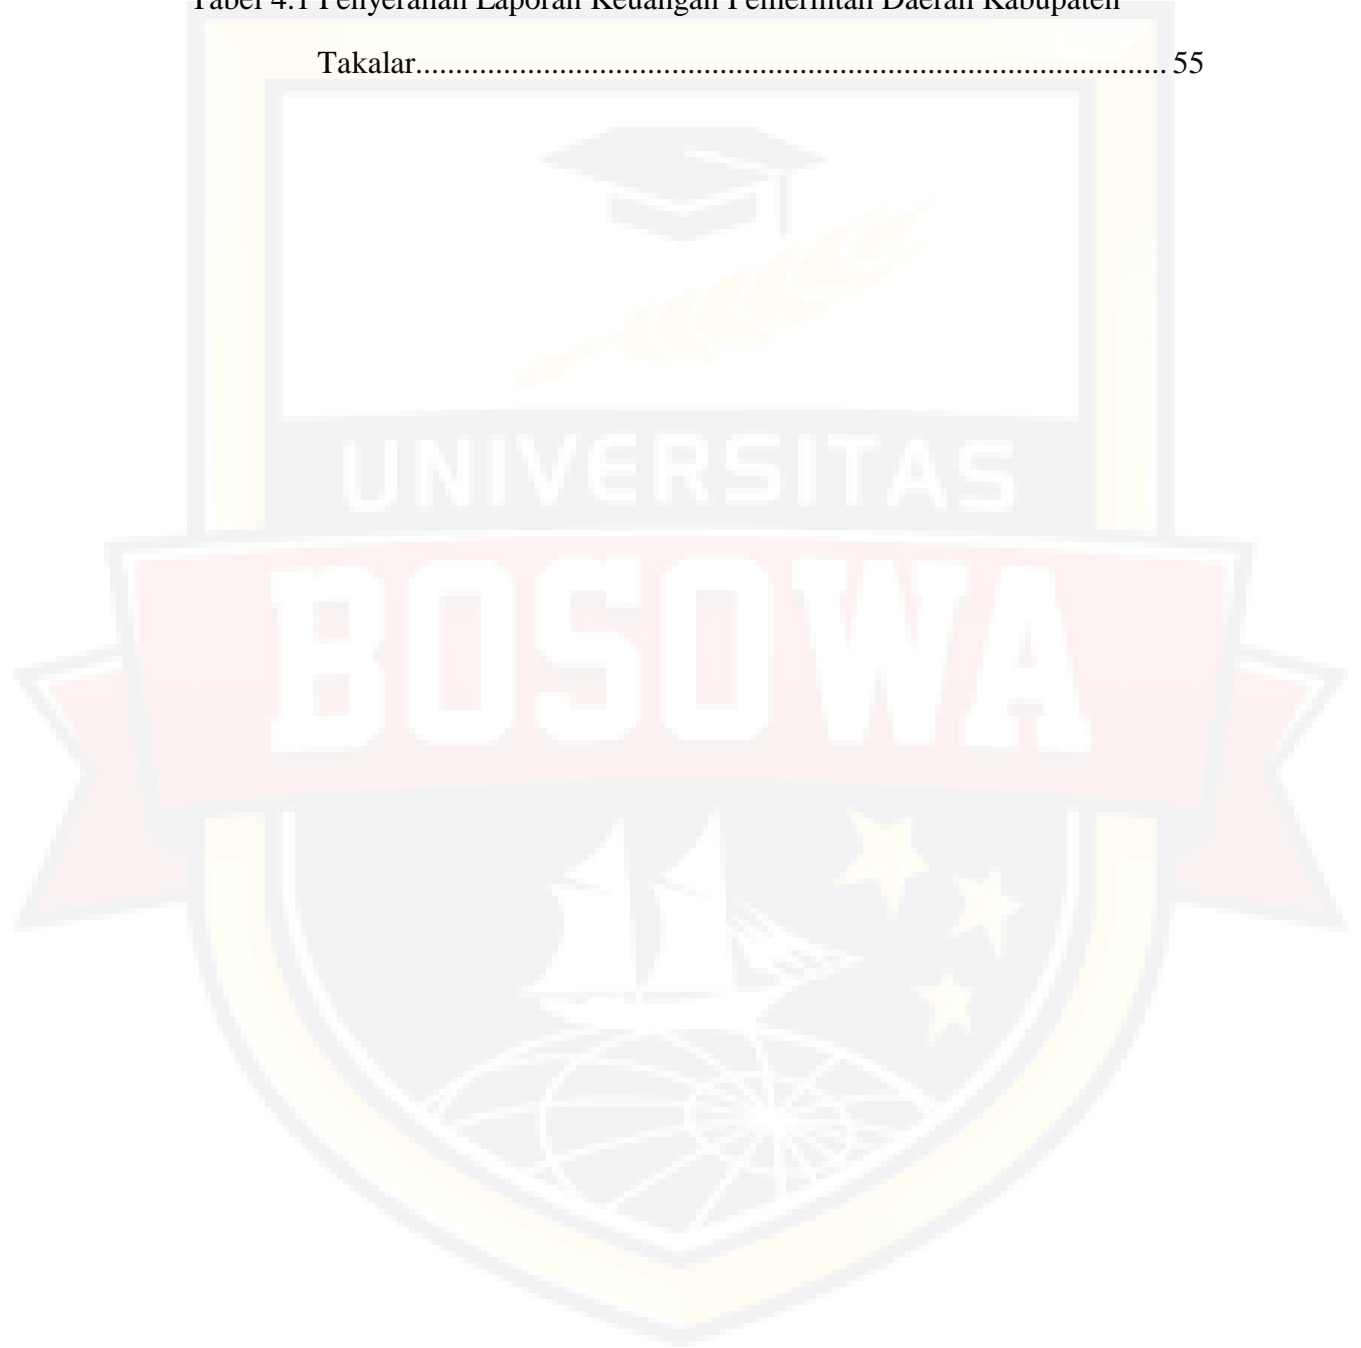 Tabel 4.1 Penyerahan Laporan Keuangan Pemerintah Daerah Kabupaten
Takalar.............................................................................................. 55
UNIVERSITAS
BOSOWA